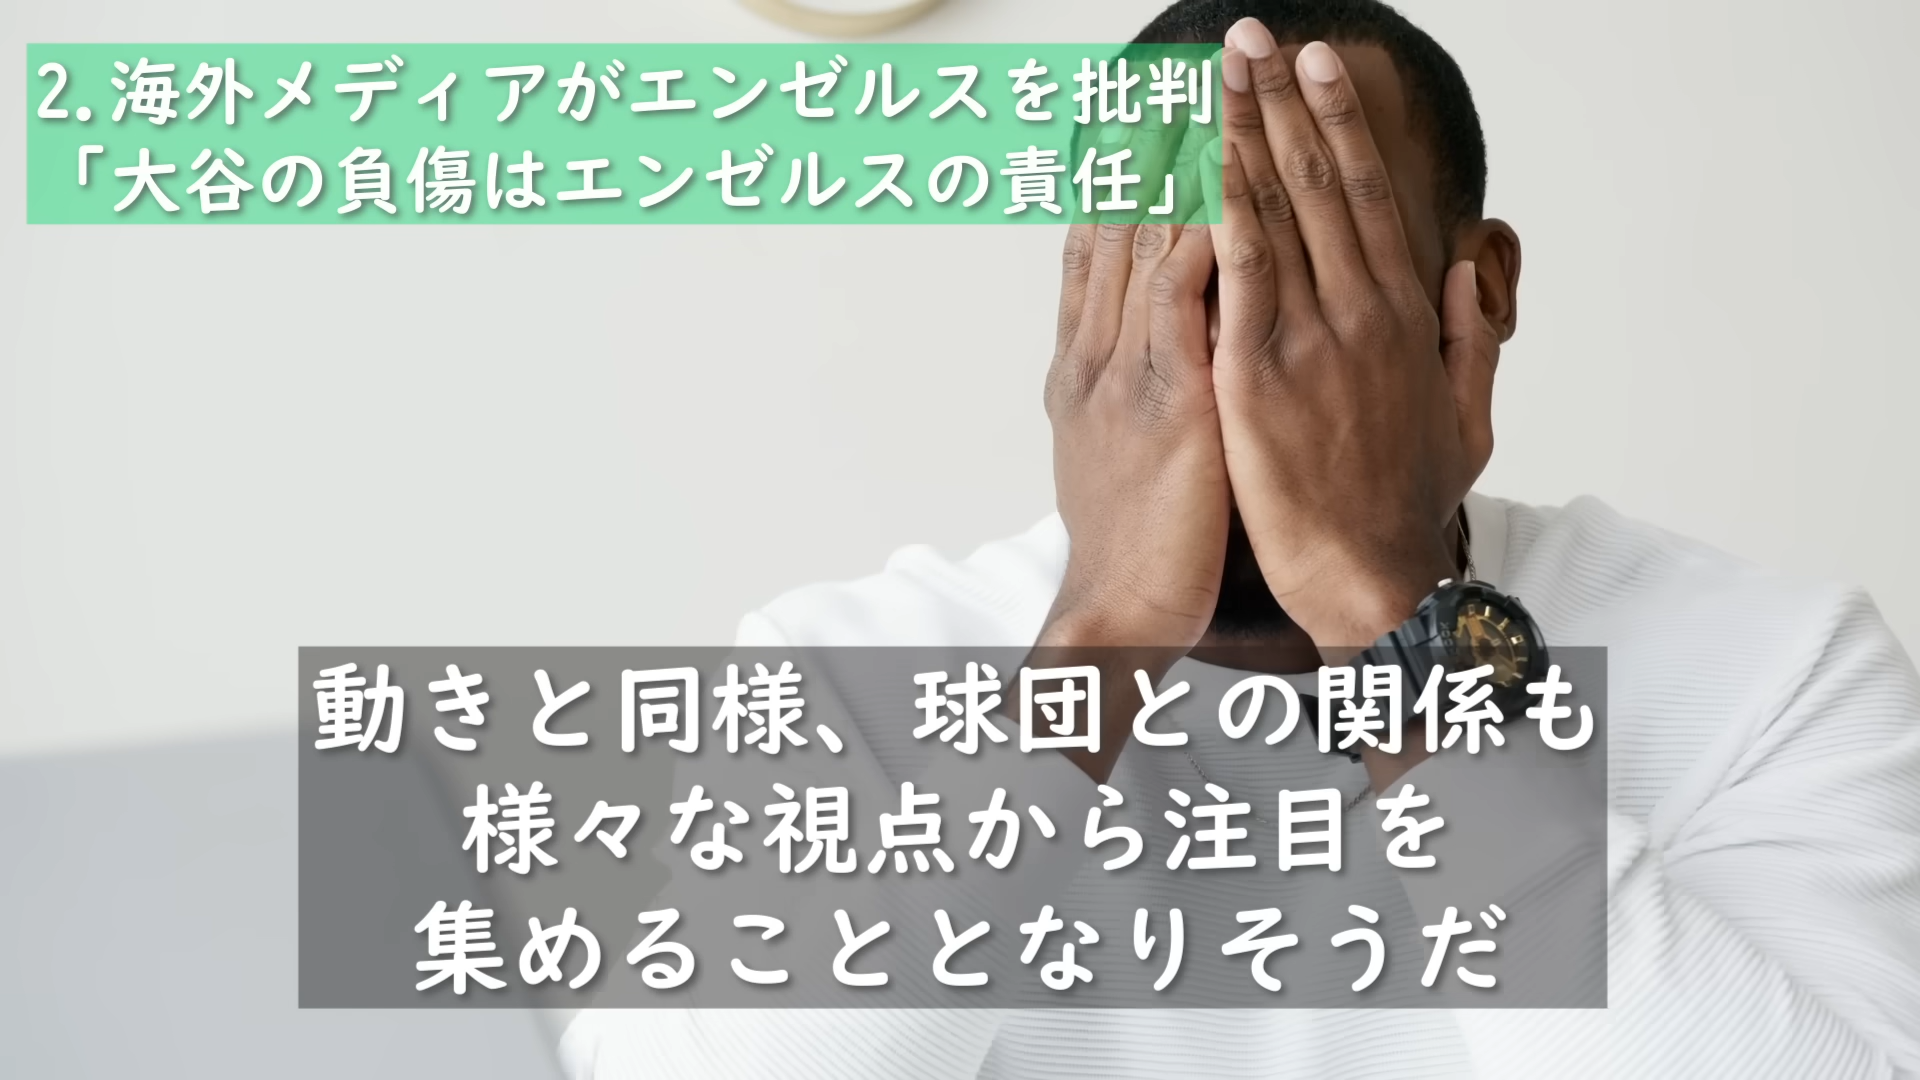 2.海外メディアがエンゼルスを批判
「大谷の負傷はエンゼルスの責任」
動きと同様、球団との関係も
様々な視点から注目を
集めることとなりそうだ